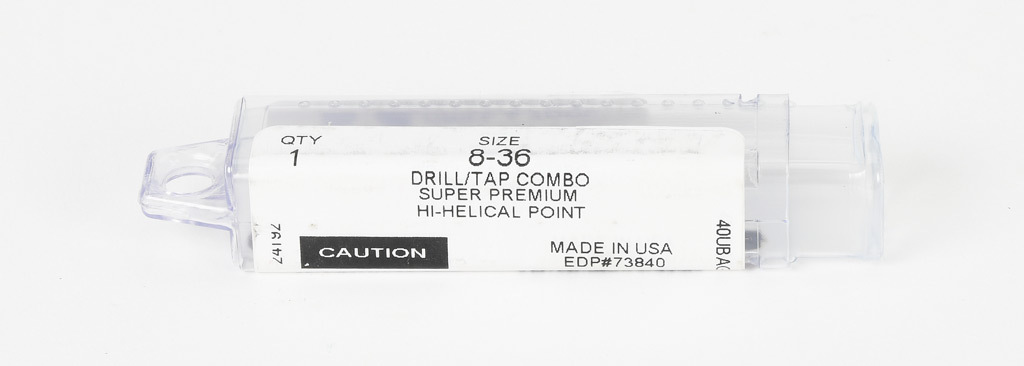 QTY
1
SIZE
8-36
DRILL/TAP COMBO
SUPER PREMIUM
HI-HELICAL POINT
CAUTION
MADE IN USA
EDP#73840